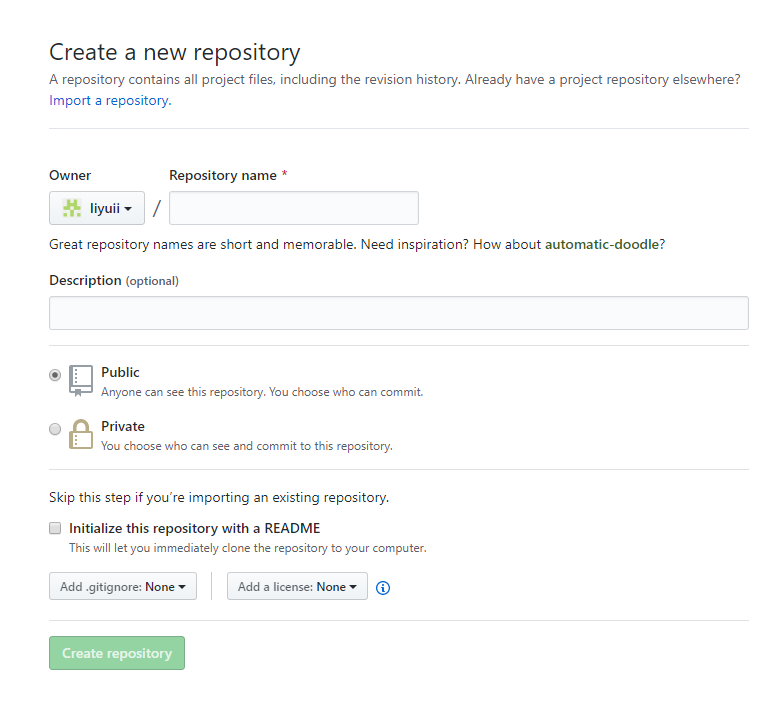 Create a new repository
A repository contains all project files, including the revision history. Already have a project repository elsewhere?
Import a repository.
Owner
Repository name *
liyuii /
Great repository names are short and memorable. Need inspiration? How about automatic-doodle?
Description (optional)
Public
Anyone can see this repository. You choose who can commit.
Private
You choose who can see and commit to this repository.
Skip this step if you’re importing an existing repository.
Initialize this repository with a README
This will let you immediately clone the repository to your computer.
Add .gitignore: None
Add a license: None
Create repository